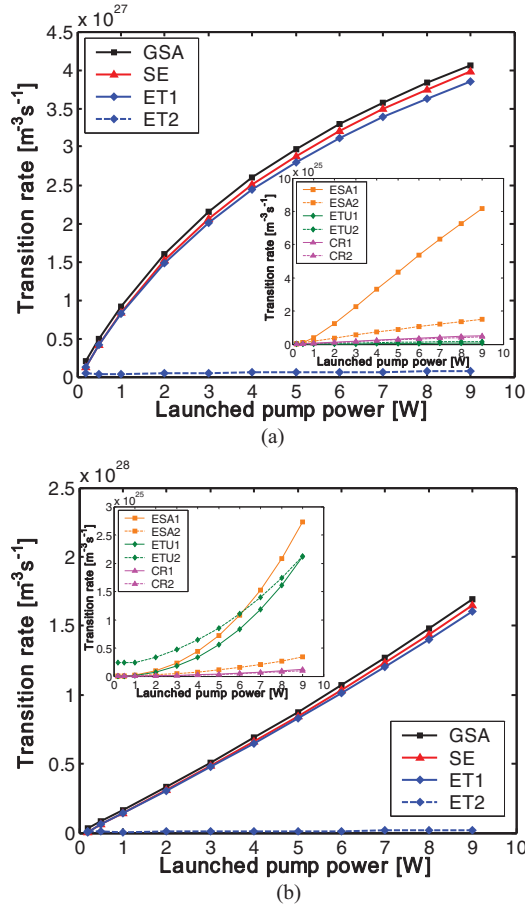 x 10^27
4.5
4
3.5
3
2.5
2
1.5
1
0.5
0
Transition rate [m^-3s^-1]
GSA
SE
ET1
ET2
x 10^25
10
8
6
4
2
0
Transition rate (m^-3s^-1)
ESA1
ESA2
ETU1
ETU2
CR1
CR2
0 1 2 3 4 5 6 7 8 9 10
Launched pump power [W]
0 1 2 3 4 5 6 7 8 9 10
Launched pump power [W]
(a)
x 10^28
2.5
2
1.5
1
0.5
0
Transition rate [m^-3s^-1]
x 10^25
3
2.5
2
1.5
1
0.5
0
Transition rate [m^-3s^-1]
ESA1
ESA2
ETU1
ETU2
CR1
CR2
0 1 2 3 4 5 6 7 8 9 10
Launched pump power [W]
GSA
SE
ET1
ET2
0 1 2 3 4 5 6 7 8 9 10
Launched pump power [W]
(b)